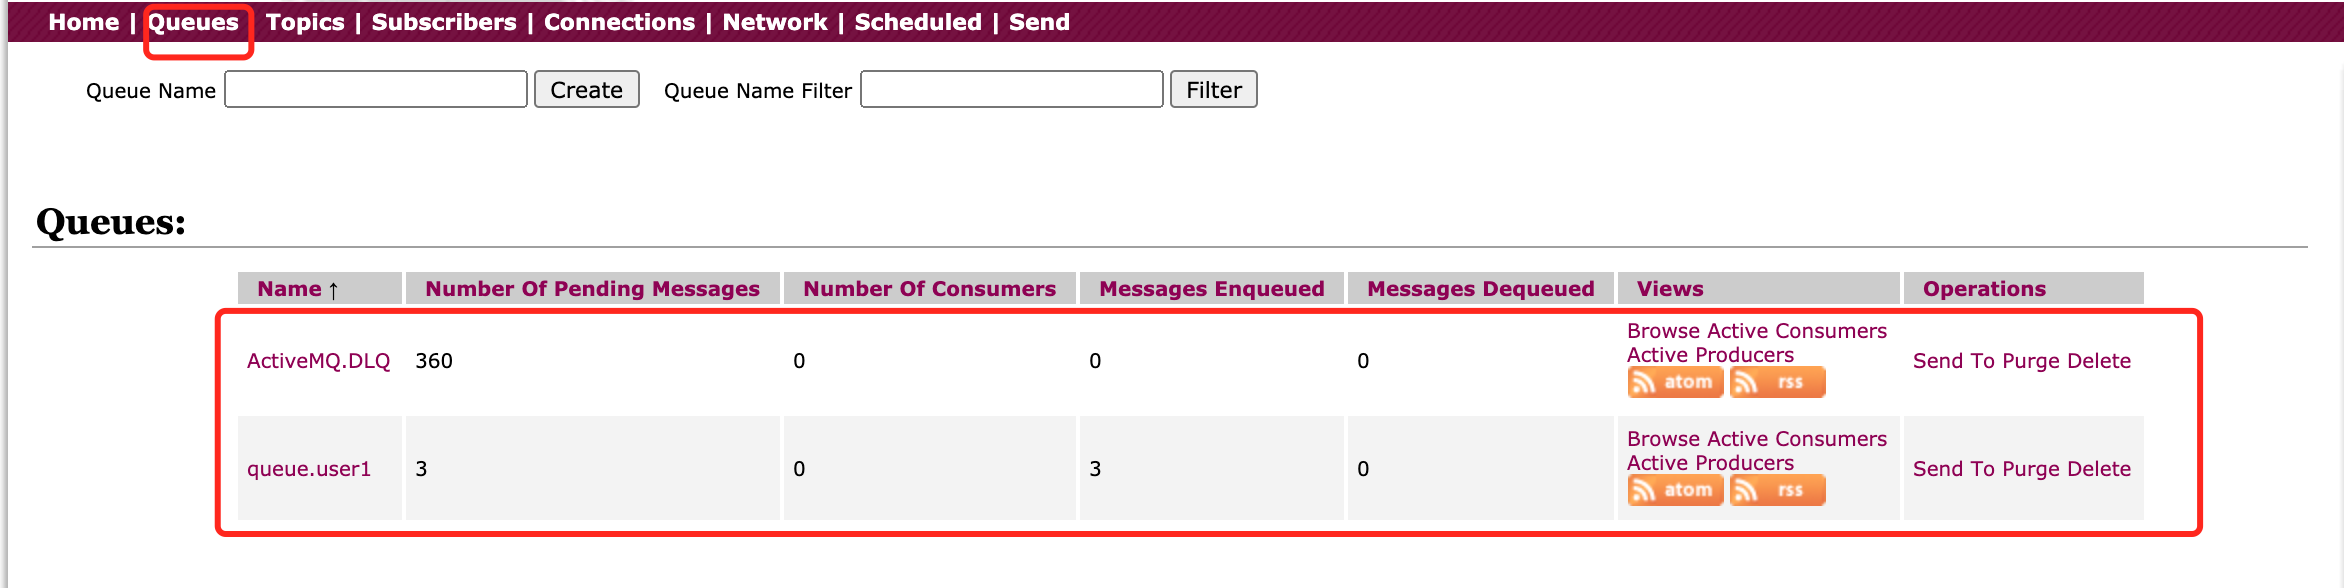 Home | Queues | Topics | Subscribers | Connections | Network | Scheduled | Send
Queue Name Create Queue Name Filter Filter
Queues:
Name ↑ Number Of Pending Messages Number Of Consumers Messages Enqueued Messages Dequeued Views Operations
ActiveMQ.DLQ 360 0 0 0 Browse Active Consumers
Active Producers
atom rss
Send To Purge Delete
queue.user1 3 0 3 0 Browse Active Consumers
Active Producers
atom rss
Send To Purge Delete